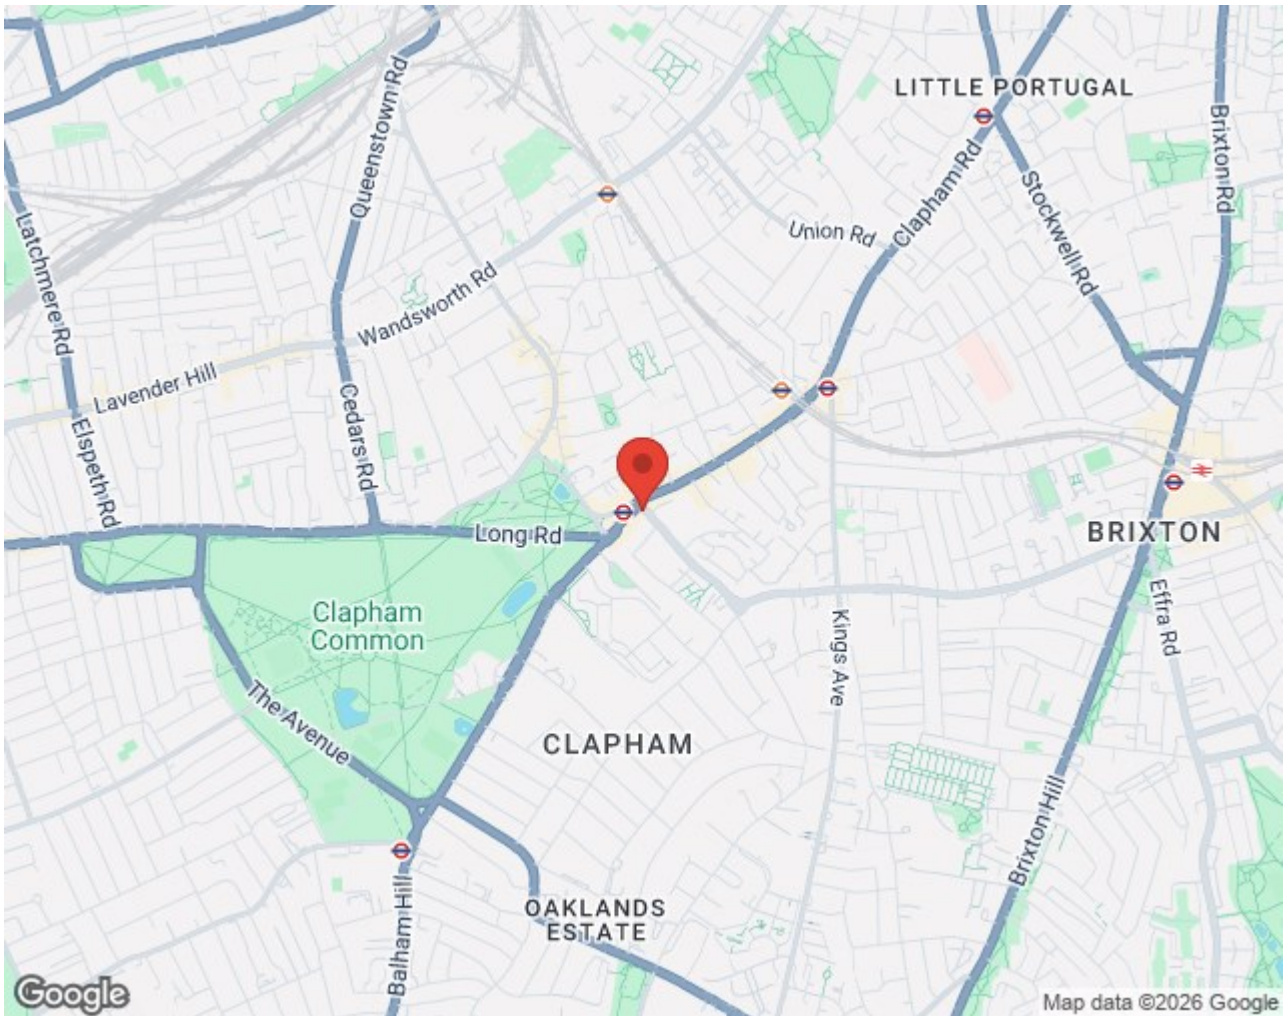 LITTLE PORTUGAL
Queenstown Rd
Brixton Rd
Clapham Rd
Stockwell Rd
Union Rd
Latchmere Rd
Wandsworth Rd
Lavender Hill
Cedars Rd
Elspeth Rd
Long Rd
BRIXTON
Clapham
Common
Effra Rd
Kings Ave
The Avenue
CLAPHAM
Brixton Hill
Balham Hill
OAKLANDS
ESTATE
Google
Map data ©2026 Google